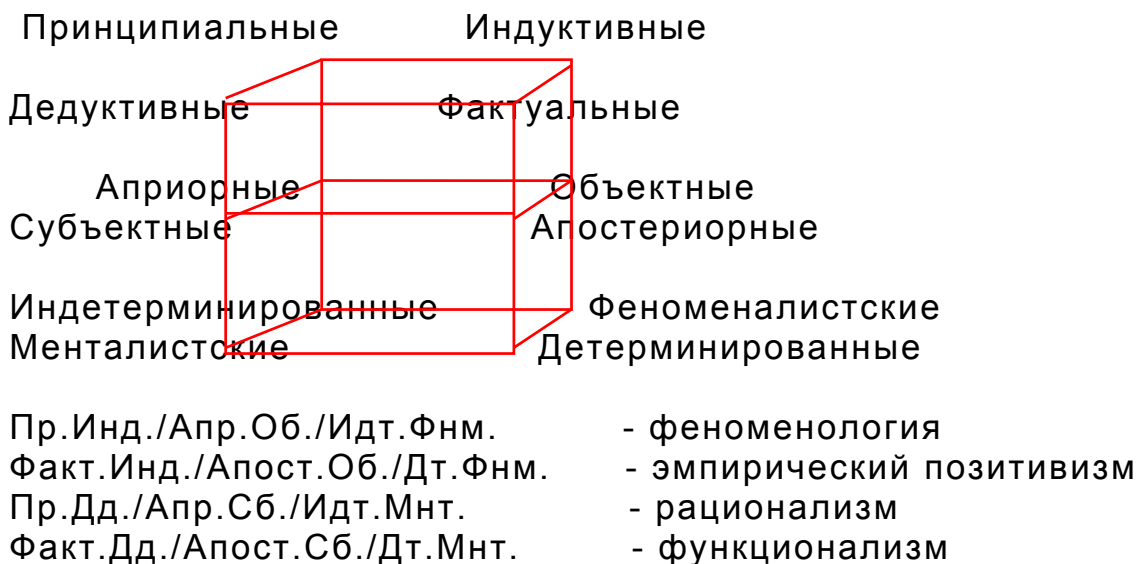 Принципиальные Индуктивные
Дедуктивные Фактуальные
Априорные Объектные
Субъектные Апостериорные
Индетерминированные Феноменалистские
Менталистские Детерминированные
Пр.Инд./Апр.Об./Идт.Фнм. - феноменология
Факт.Инд./Апост.Об./Дт.Фнм. - эмпирический позитивизм
Пр.Дд./Апр.Сб./Идт.Мнт. - рационализм
Факт.Дд./Апост.Сб./Дт.Мнт. - функционализм